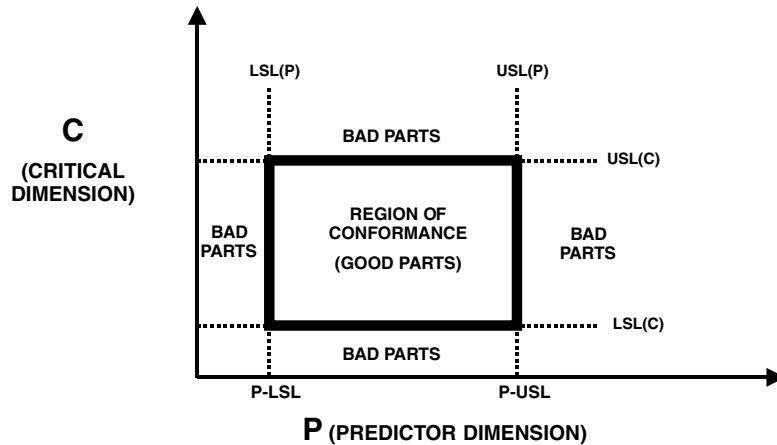 LSL(P)
USL(P)
C
(CRITICAL
DIMENSION)
BAD PARTS
USL(C)
BAD
PARTS
REGION OF
CONFORMANCE
(GOOD PARTS)
BAD
PARTS
LSL(C)
BAD PARTS
P-LSL
P-USL
P (PREDICTOR DIMENSION)